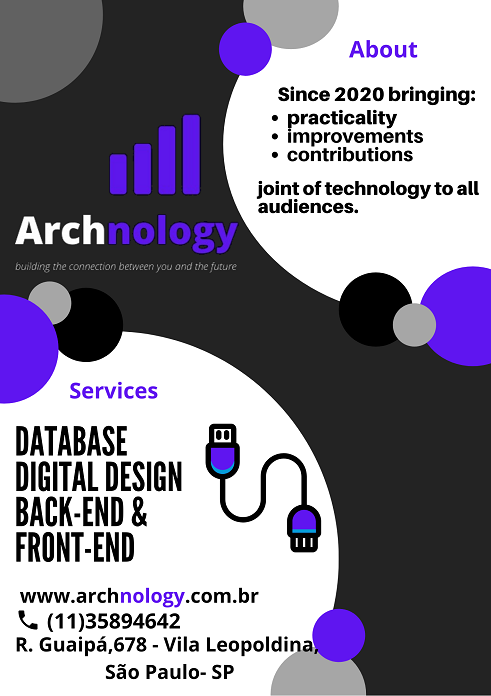 About
Since 2020 bringing:
• practicality
• improvements
• contributions
joint of technology to all
audiences.
Archnology
building the connection between you and the future
Services
DATABASE
DIGITAL DESIGN
BACK-END &
FRONT-END
www.archnology.com.br
(11)35894642
R. Guaipá,678 - Vila Leopoldina,
São Paulo- SP